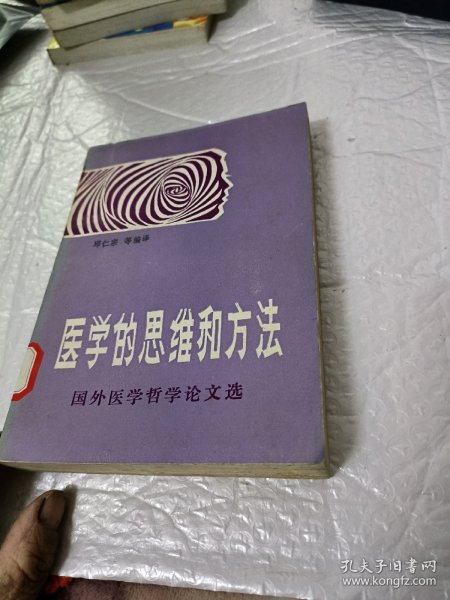 邱仁宗 等编译
医学的思维和方法
国外医学哲学论文选
孔夫子旧书网
www.kongfz.com